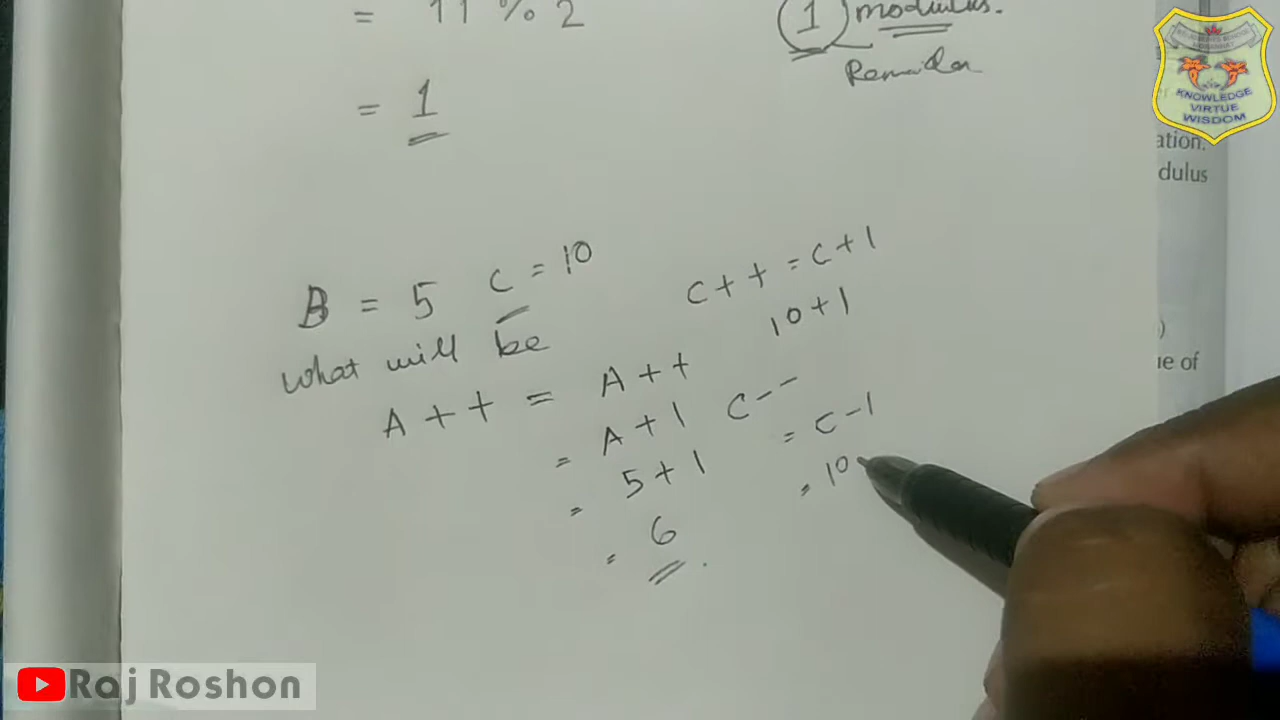 = 11 % 2
1 modulus.
= 1
KNOWLEDGE
VIRTUE
WISDOM
ation.
dulus
B = 5 C = 10
C++ = C+1
10+1
what will be
A++ = A++
= A+1
C--
= C-1
= 5+1
= 10
= 6
)
ue of
Raj Roshon